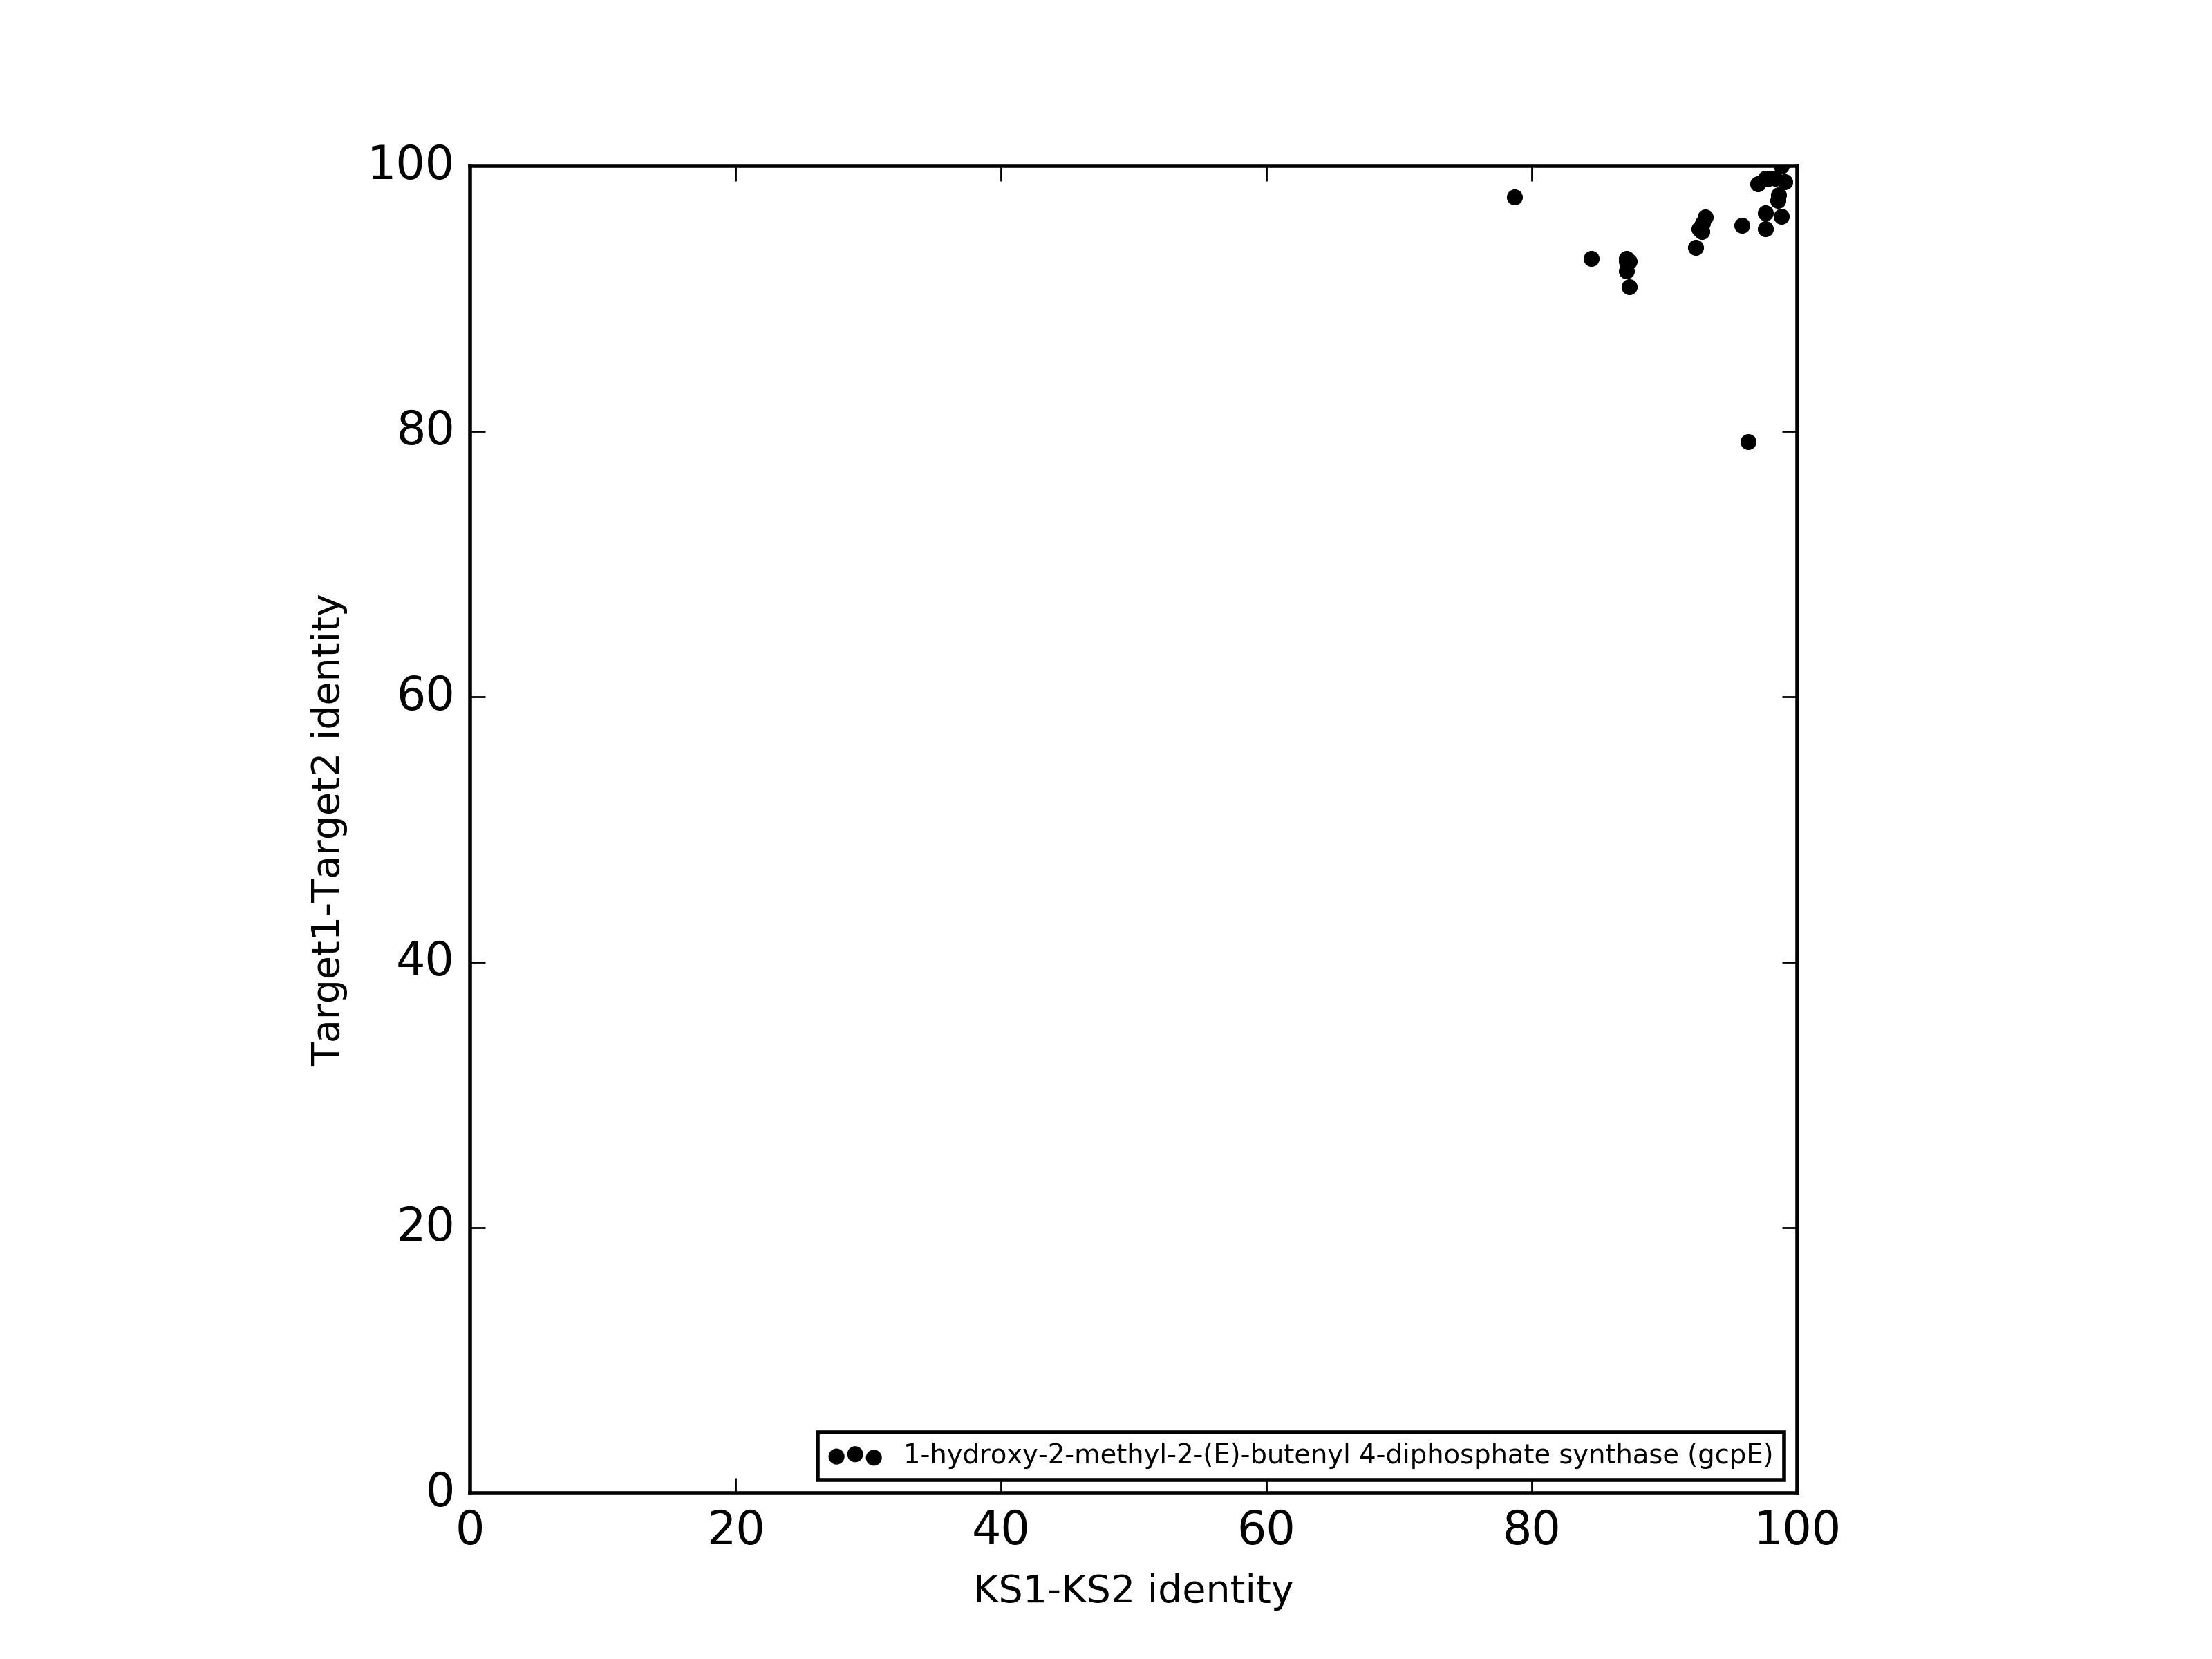 100
80
60
40
20
0
Target1-Target2 identity
1-hydroxy-2-methyl-2-(E)-butenyl 4-diphosphate synthase (gcpE)
0 20 40 60 80 100
KS1-KS2 identity